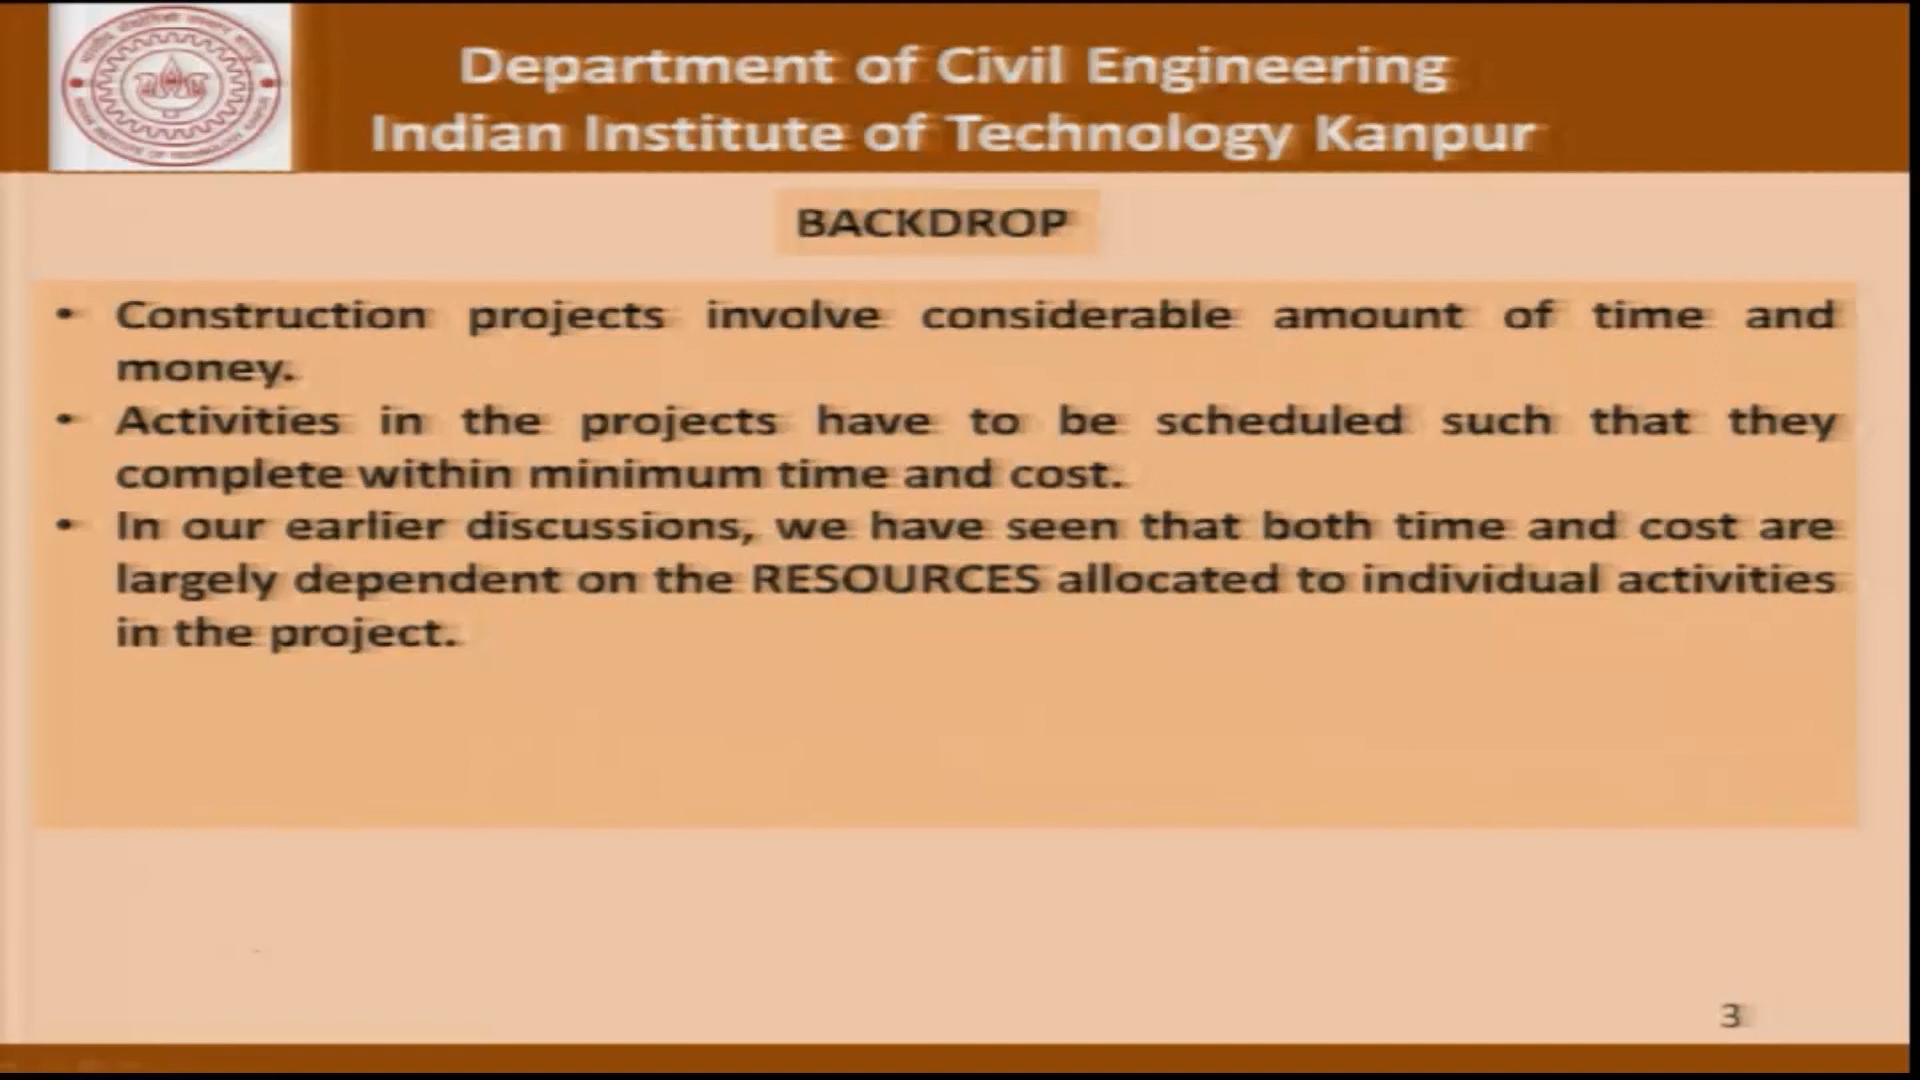 Department of Civil Engineering
Indian Institute of Technology Kanpur
BACKDROP
• Construction projects involve considerable amount of time and
money.
• Activities in the projects have to be scheduled such that they
complete within minimum time and cost.
• In our earlier discussions, we have seen that both time and cost are
largely dependent on the RESOURCES allocated to individual activities
in the project.
3